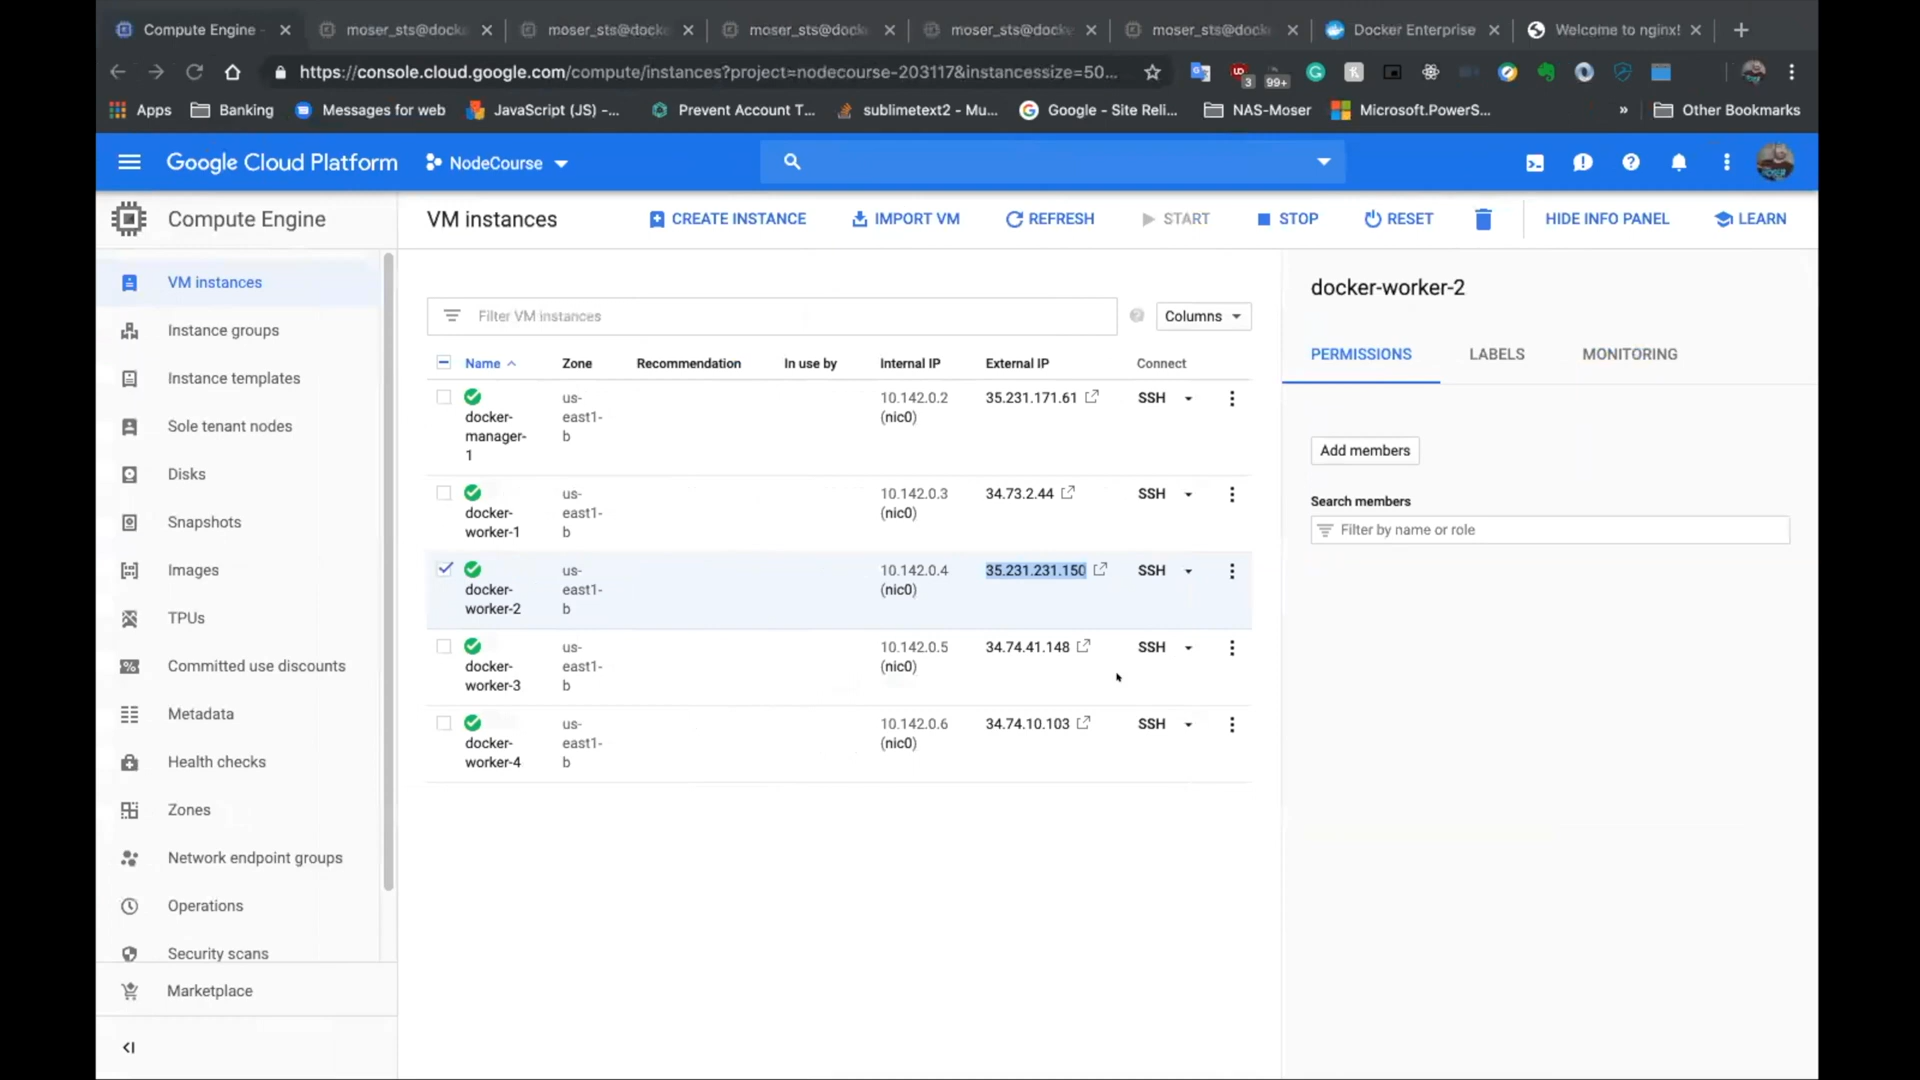 Compute Engine -
moser_sts@docke
moser_sts@docke
moser_sts@docke
moser_sts@docke
moser_sts@docke
Docker Enterprise
Welcome to nginx!
https://console.cloud.google.com/compute/instances?project=nodecourse-203117&instancessize=50...
3
99+
Apps
Banking
Messages for web
JavaScript (JS) -...
Prevent Account T...
sublimetext2 - Mu...
Google - Site Reli...
NAS-Moser
Microsoft.PowerS...
»
Other Bookmarks
Google Cloud Platform
NodeCourse
Compute Engine
VM instances
CREATE INSTANCE
IMPORT VM
REFRESH
START
STOP
RESET
HIDE INFO PANEL
LEARN
VM instances
Instance groups
Instance templates
Sole tenant nodes
Disks
Snapshots
Images
TPUs
Committed use discounts
Metadata
Health checks
Zones
Network endpoint groups
Operations
Security scans
Marketplace
Filter VM instances
Columns
Name Zone Recommendation In use by Internal IP External IP Connect
docker-manager-1 us-east1-b 10.142.0.2 (nic0) 35.231.171.61 SSH
docker-worker-1 us-east1-b 10.142.0.3 (nic0) 34.73.2.44 SSH
docker-worker-2 us-east1-b 10.142.0.4 (nic0) 35.231.231.150 SSH
docker-worker-3 us-east1-b 10.142.0.5 (nic0) 34.74.41.148 SSH
docker-worker-4 us-east1-b 10.142.0.6 (nic0) 34.74.10.103 SSH
docker-worker-2
PERMISSIONS
LABELS
MONITORING
Add members
Search members
Filter by name or role